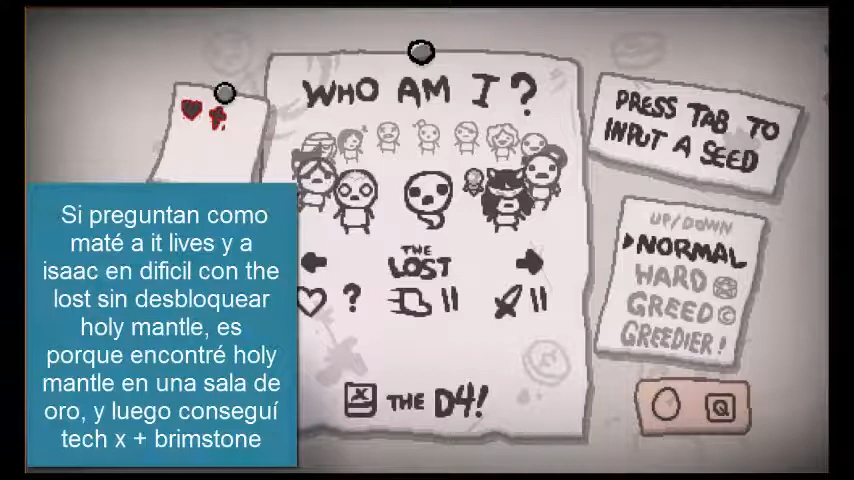 WHO AM I?
PRESS TAB TO
INPUT A SEED
Si preguntan como
maté a it lives y a
isaac en dificil con the
lost sin desbloquear
holy mantle, es
porque encontré holy
mantle en una sala de
oro, y luego conseguí
tech x + brimstone
THE
LOST
?
THE D4!
UP/DOWN
NORMAL
HARD
GREED
GREEDIER!
Q